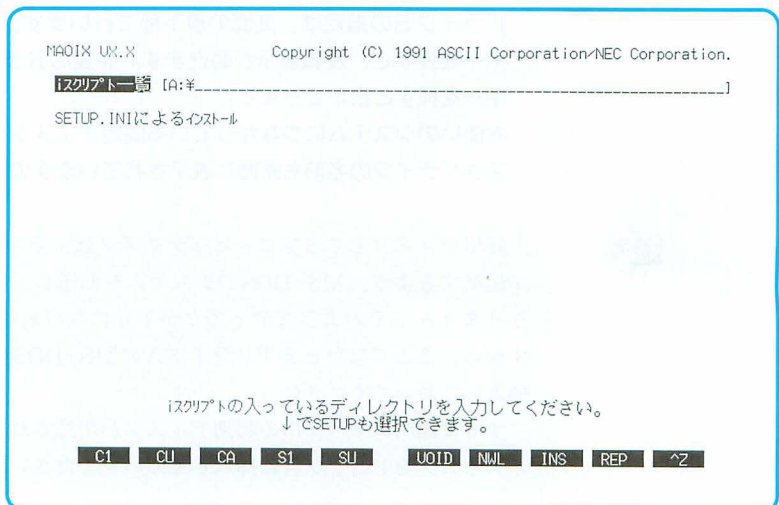 MAOIX VX.X Copyright (C) 1991 ASCII Corporation/NEC Corporation.
iスクリプト一覧 [A:¥_]
SETUP.INIによるインストール
iスクリプトの入っているディレクトリを入力してください。
↓でSETUPも選択できます。
C1 CU CA S1 SU VOID NWL INS REP ^Z